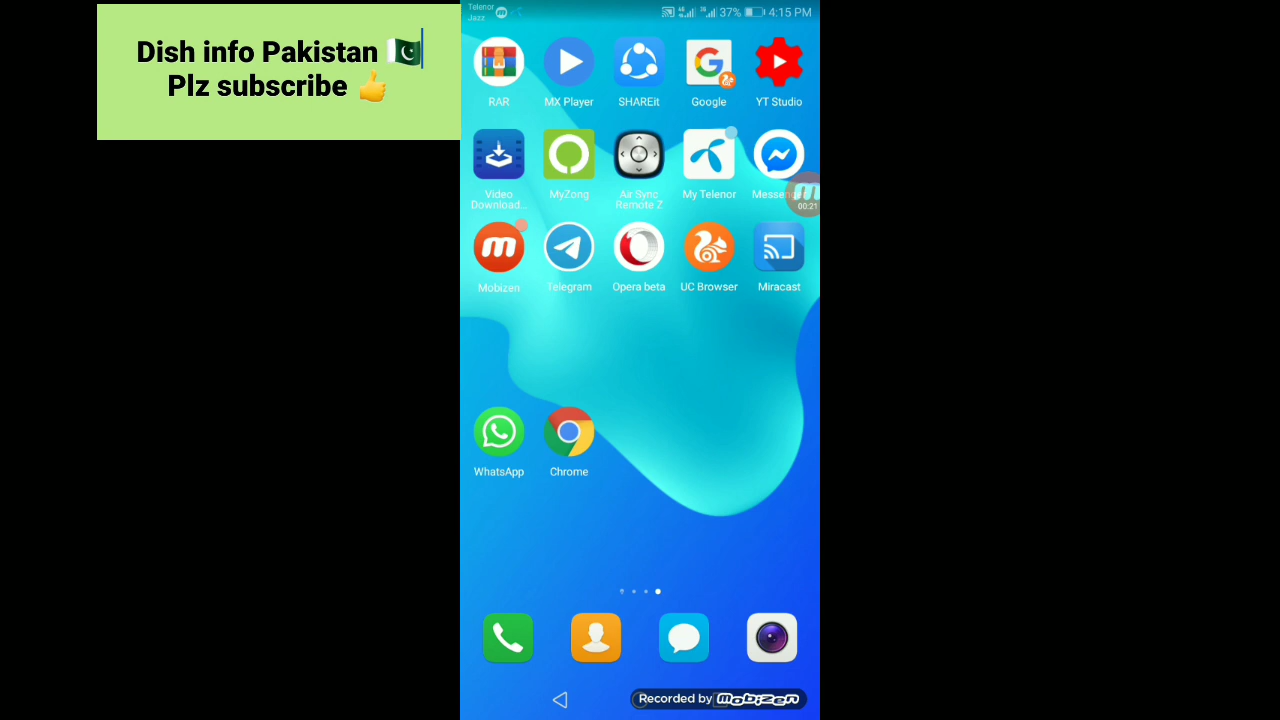 Dish info Pakistan 🇵🇰
Plz subscribe 👍
Telenor
Jazz
37% 4:15 PM
RAR
MX Player
SHAREit
Google
YT Studio
Video
Download...
MyZong
Air Sync
Remote Z
My Telenor
Messenger
00:21
Mobizen
Telegram
Opera beta
UC Browser
Miracast
WhatsApp
Chrome
Recorded by mobizen